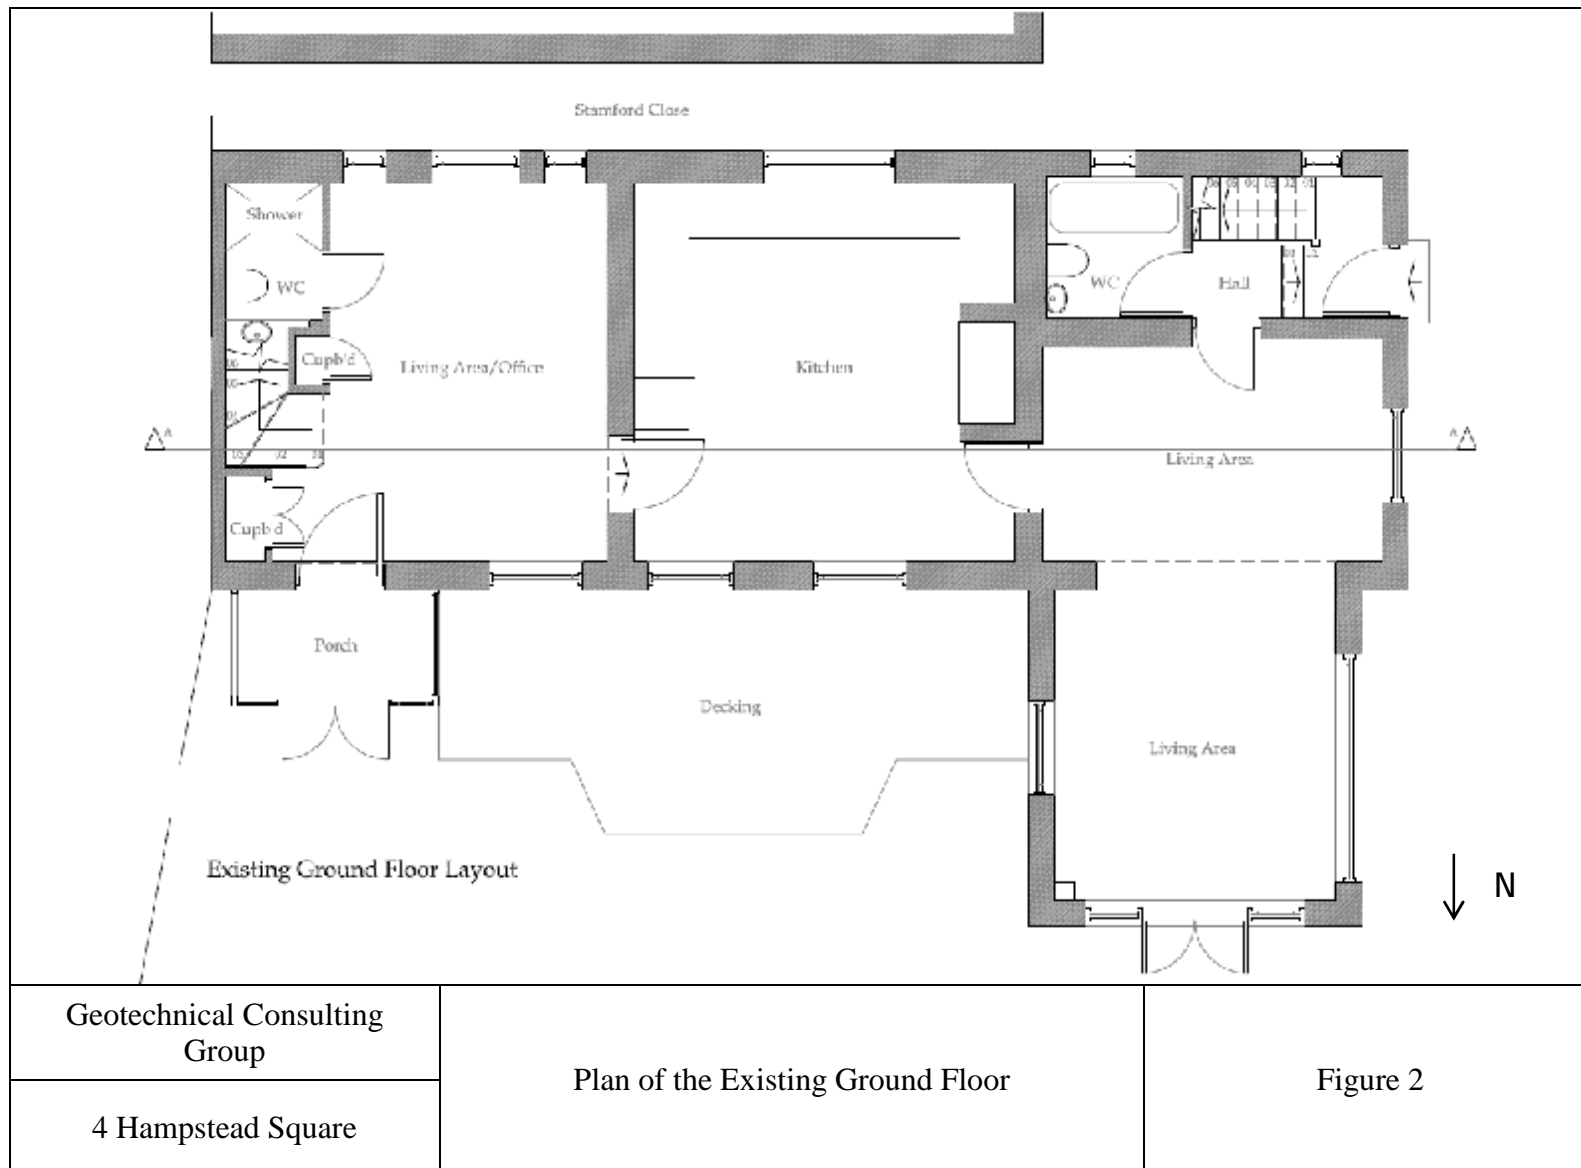 Stamford Close
Shower
WC
Cupb'd
Living Area/Office
Kitchen
WC
Hall
Living Area
A
A
Cupb'd
Porch
Decking
Living Area
Existing Ground Floor Layout
N
Geotechnical Consulting
Group
4 Hampstead Square
Plan of the Existing Ground Floor
Figure 2